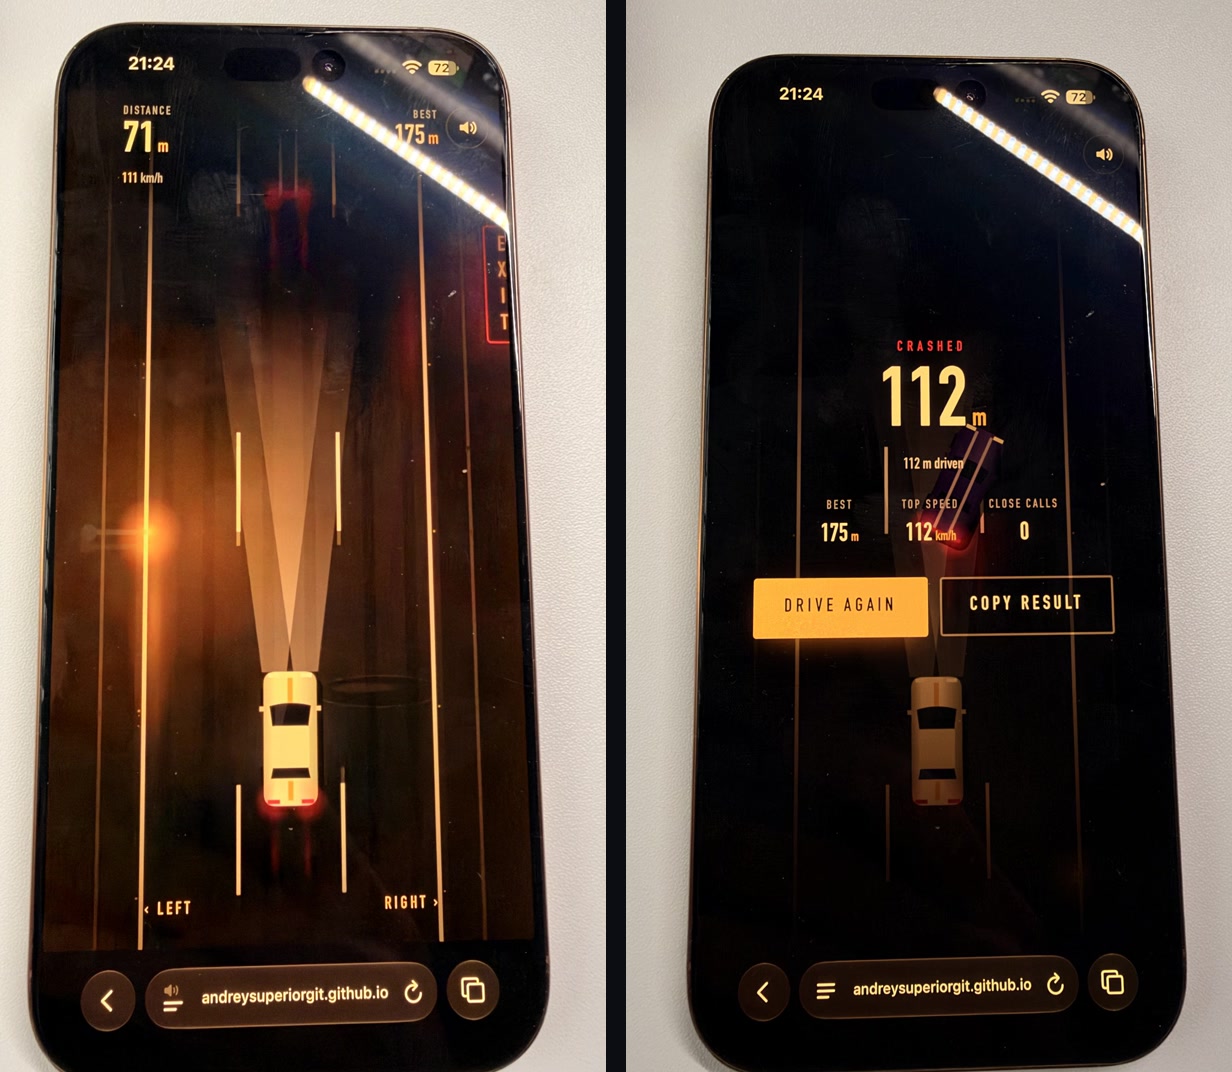 21:24
72
DISTANCE
71 m
111 km/h
BEST
175 m
EXIT
‹ LEFT
RIGHT ›
andreysuperiorgit.github.io
21:24
72
CRASHED
112 m
112 m driven
BEST
TOP SPEED
CLOSE CALLS
175 m
112 km/h
0
DRIVE AGAIN
COPY RESULT
andreysuperiorgit.github.io